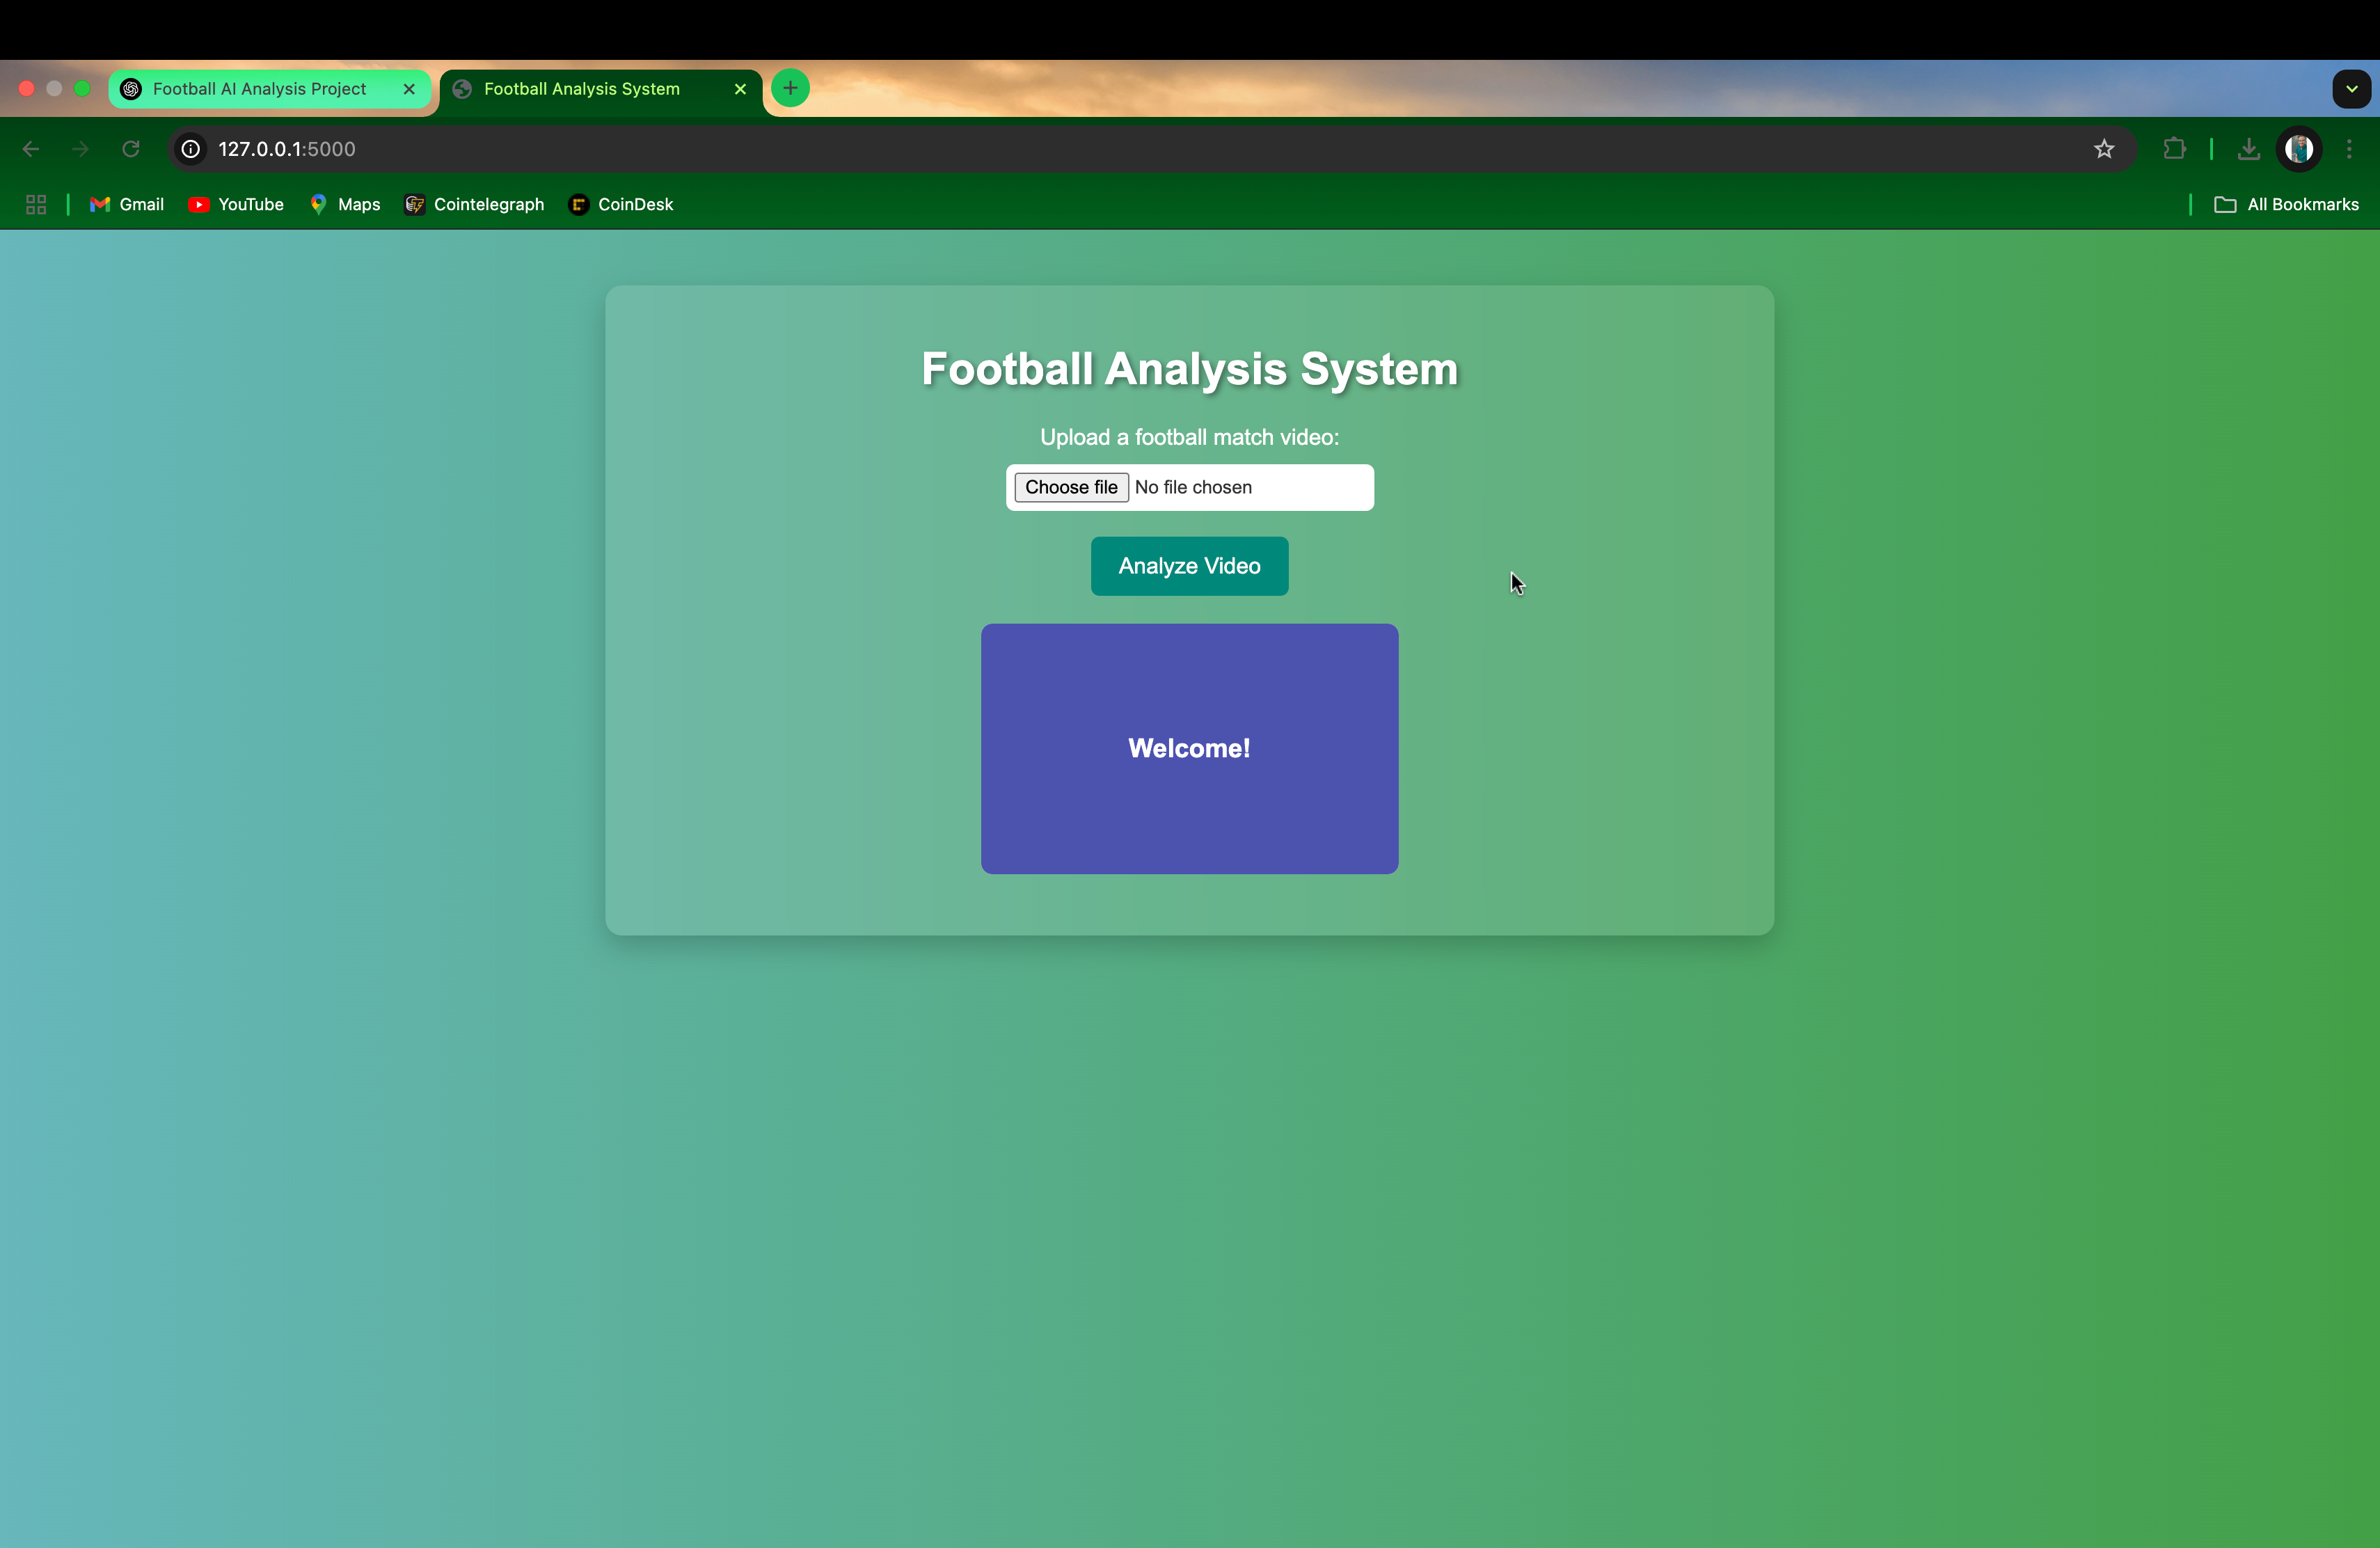 Football AI Analysis Project
Football Analysis System
127.0.0.1:5000
Gmail YouTube Maps Cointelegraph CoinDesk All Bookmarks
Football Analysis System
Upload a football match video:
Choose file No file chosen
Analyze Video
Welcome!